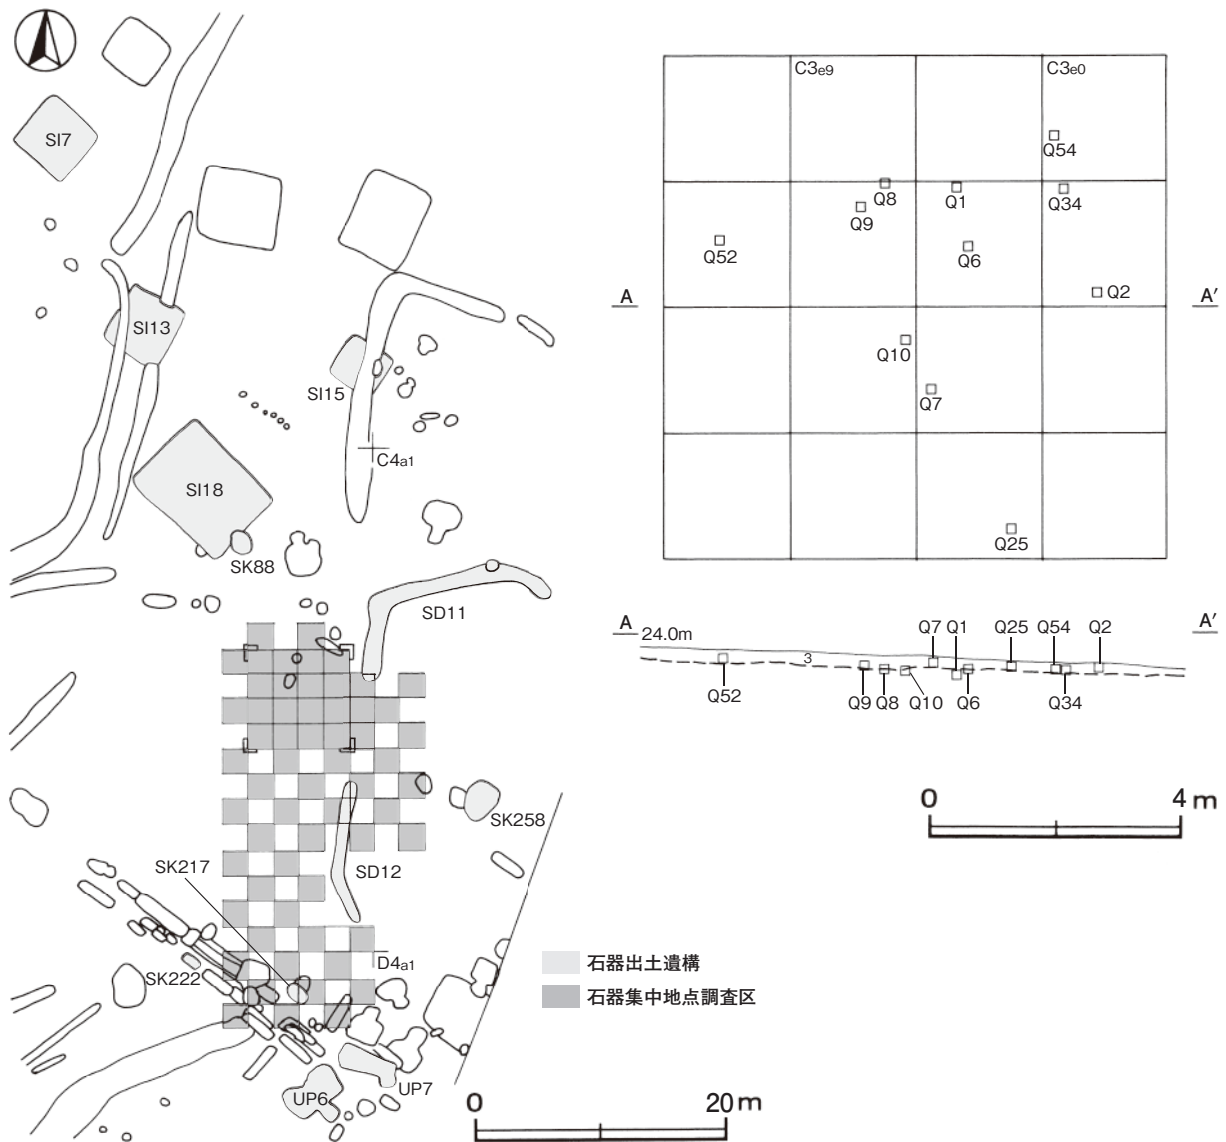 SI7
SI13
SI15
C4a1
SI18
SK88
SD11
SK258
SK217
SD12
D4a1
SK222
UP7
UP6
石器出土遺構
石器集中地点調査区
0 20 m
C3e9 C3e0
Q54
Q8 Q1 Q34
Q9
Q52 Q6
Q2
A A′
Q10
Q7
Q25
A 24.0m Q7 Q1 Q25 Q54 Q2 A′
3
Q52 Q9 Q8 Q10 Q6 Q34
0 4 m